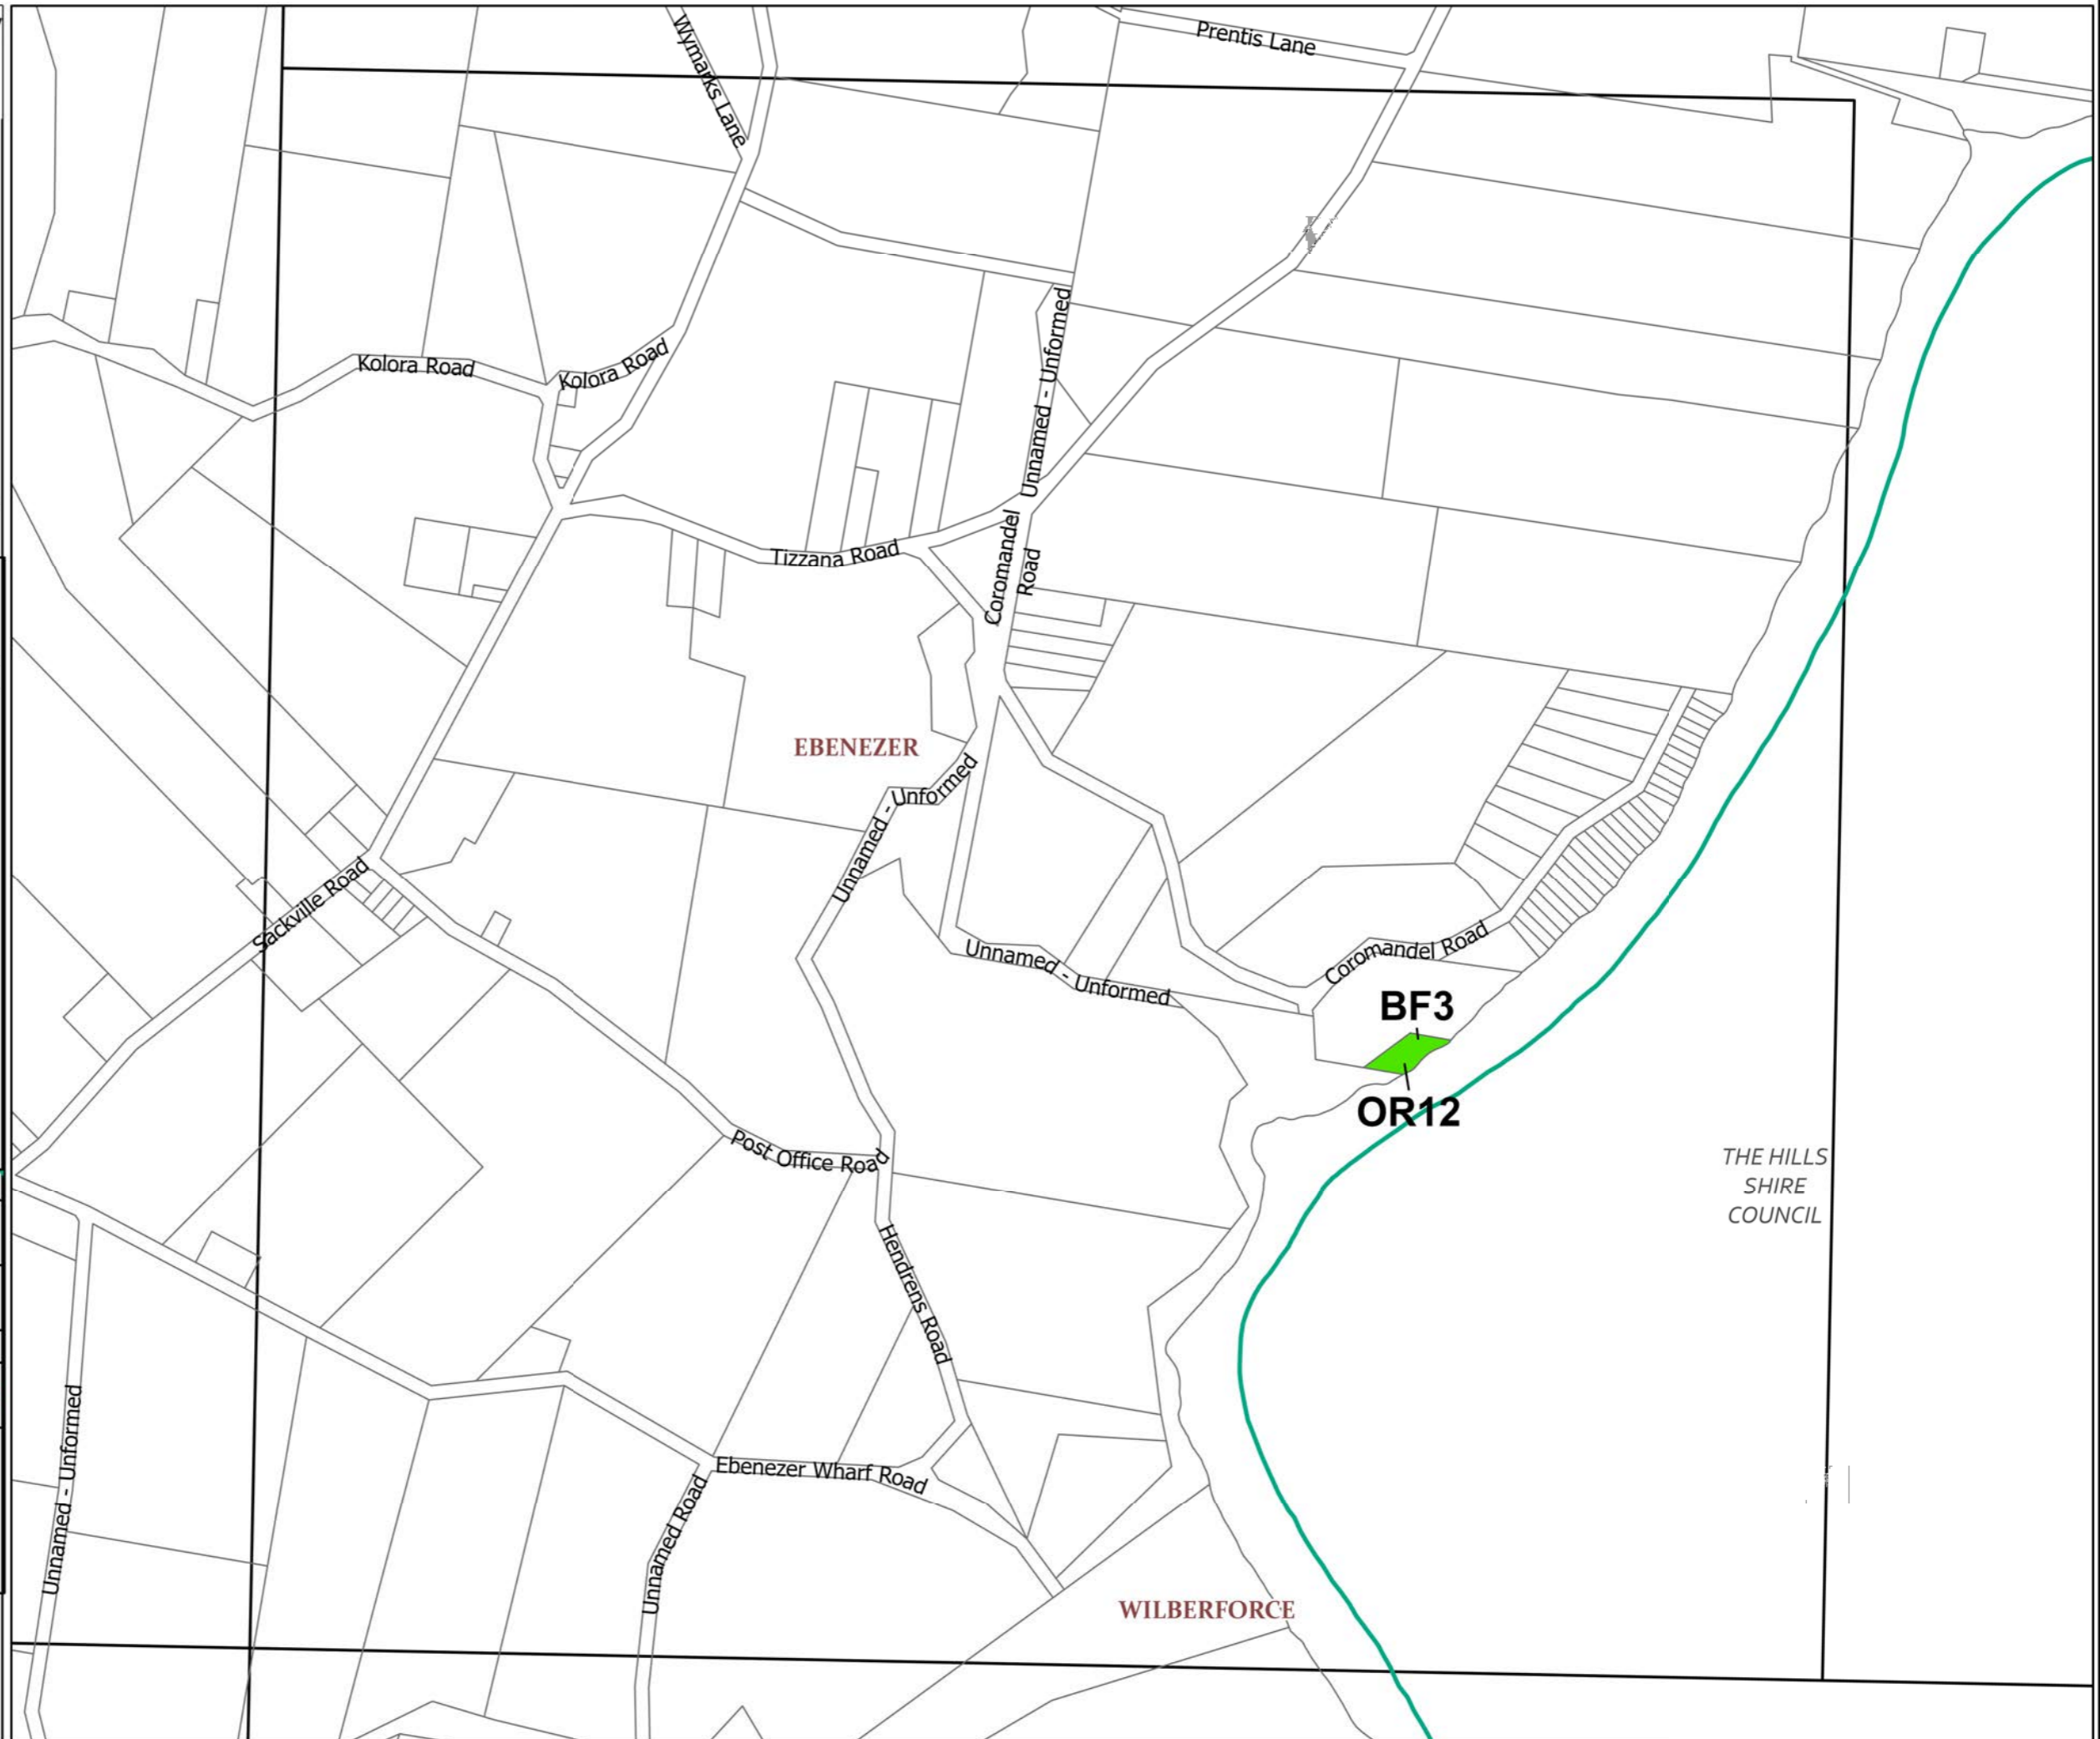 Wymarks Lane
Prentis Lane
Kolora Road
Kolora Road
Unnamed - Unformed
Tizzana Road
Coromandel
Road
EBENEZER
Unnamed - Unformed
Sackville Road
Unnamed - Unformed
Coromandel Road
BF3
OR12
Post Office Road
THE HILLS
SHIRE
COUNCIL
Hendrens Road
Unnamed - Unformed
Ebenezer Wharf Road
Unnamed Road
WILBERFORCE